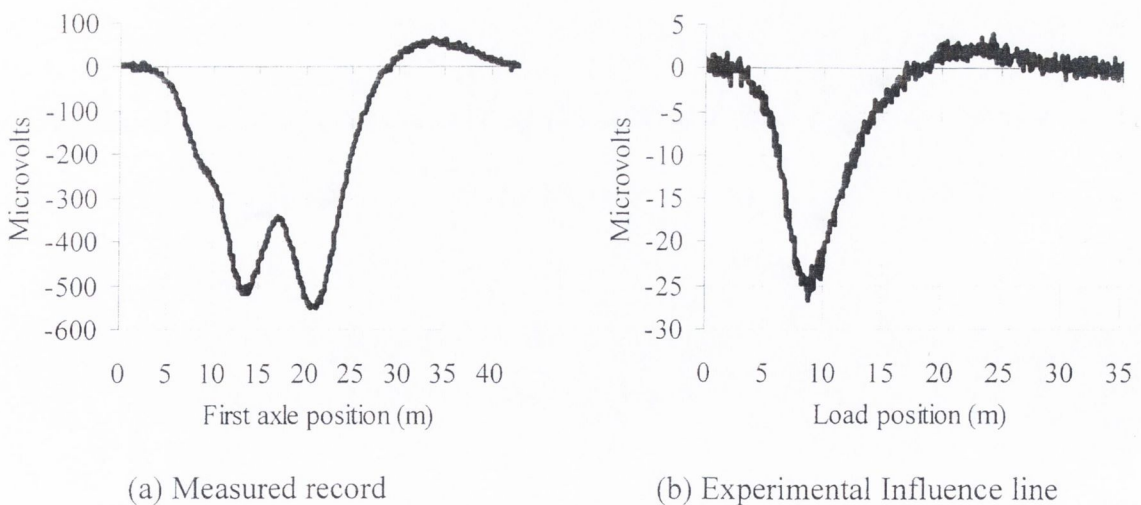 100
0
-100
-200
-300
-400
-500
-600
Microvolts
0 5 10 15 20 25 30 35 40
First axle position (m)
(a) Measured record
5
0
-5
-10
-15
-20
-25
-30
Microvolts
0 5 10 15 20 25 30 35
Load position (m)
(b) Experimental Influence line